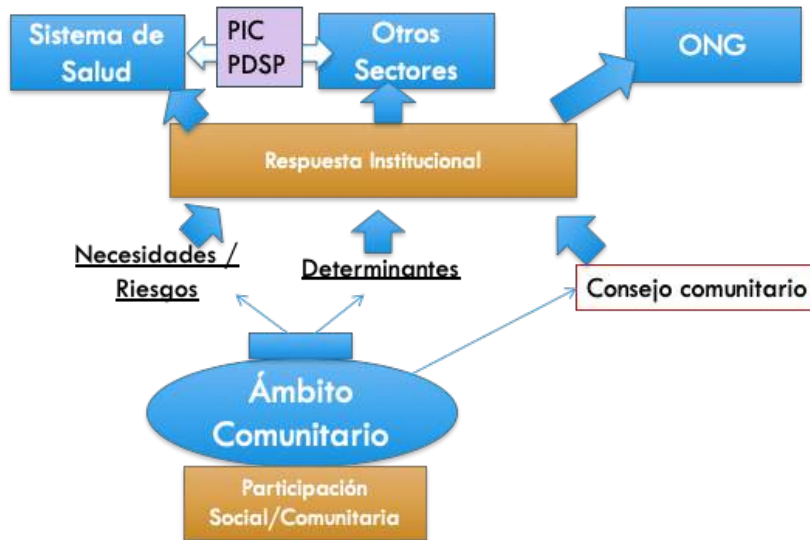 Sistema de
Salud
PIC
PDSP
Otros
Sectores
ONG
Respuesta Institucional
Necesidades /
Riesgos
Determinantes
Consejo comunitario
Ámbito
Comunitario
Participación
Social/Comunitaria